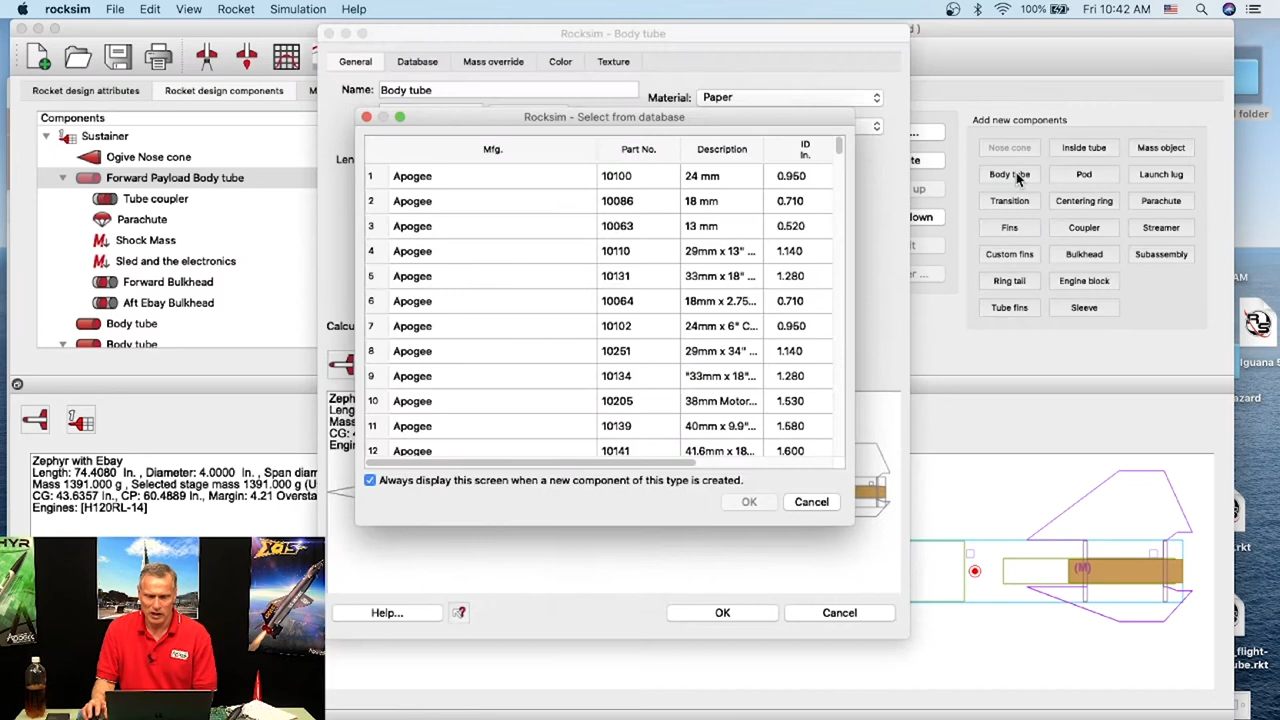 rocksim File Edit View Rocket Simulation Help 100% Fri 10:42 AM
Rocksim - Body tube
General Database Mass override Color Texture
Name: Body tube Material: Paper
Rocket design attributes Rocket design components
Components
Sustainer
Ogive Nose cone
Forward Payload Body tube
Tube coupler
Parachute
Shock Mass
Sled and the electronics
Forward Bulkhead
Aft Ebay Bulkhead
Body tube
Body tube
Rocksim - Select from database
Mfg. Part No. Description ID In.
1 Apogee 10100 24 mm 0.950
2 Apogee 10086 18 mm 0.710
3 Apogee 10063 13 mm 0.520
4 Apogee 10110 29mm x 13" ... 1.140
5 Apogee 10131 33mm x 18" ... 1.280
6 Apogee 10064 18mm x 2.75... 0.710
7 Apogee 10102 24mm x 6" C... 0.950
8 Apogee 10251 29mm x 34" ... 1.140
9 Apogee 10134 "33mm x 18"... 1.280
10 Apogee 10205 38mm Motor... 1.530
11 Apogee 10139 40mm x 9.9"... 1.580
12 Apogee 10141 41.6mm x 18... 1.600
Always display this screen when a new component of this type is created.
OK Cancel
Help... OK Cancel
Add new components
Nose cone Inside tube Mass object
Body tube Pod Launch lug
Transition Centering ring Parachute
Fins Coupler Streamer
Custom fins Bulkhead Subassembly
Ring tail Engine block
Tube fins Sleeve
up
Zephyr with Ebay
Length: 74.4080 In. , Diameter: 4.0000 In. , Span diam
Mass 1391.000 g , Selected stage mass 1391.000 g (U
CG: 43.6357 In., CP: 60.4889 In., Margin: 4.21 Oversta
Engines: [H120RL-14]
(M)
X-15